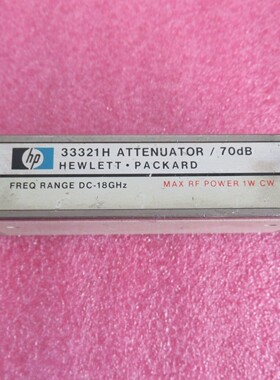 hp 33321H ATTENUATOR / 70dB
HEWLETT • PACKARD
FREQ RANGE DC-18GHz MAX RF POWER 1W CW